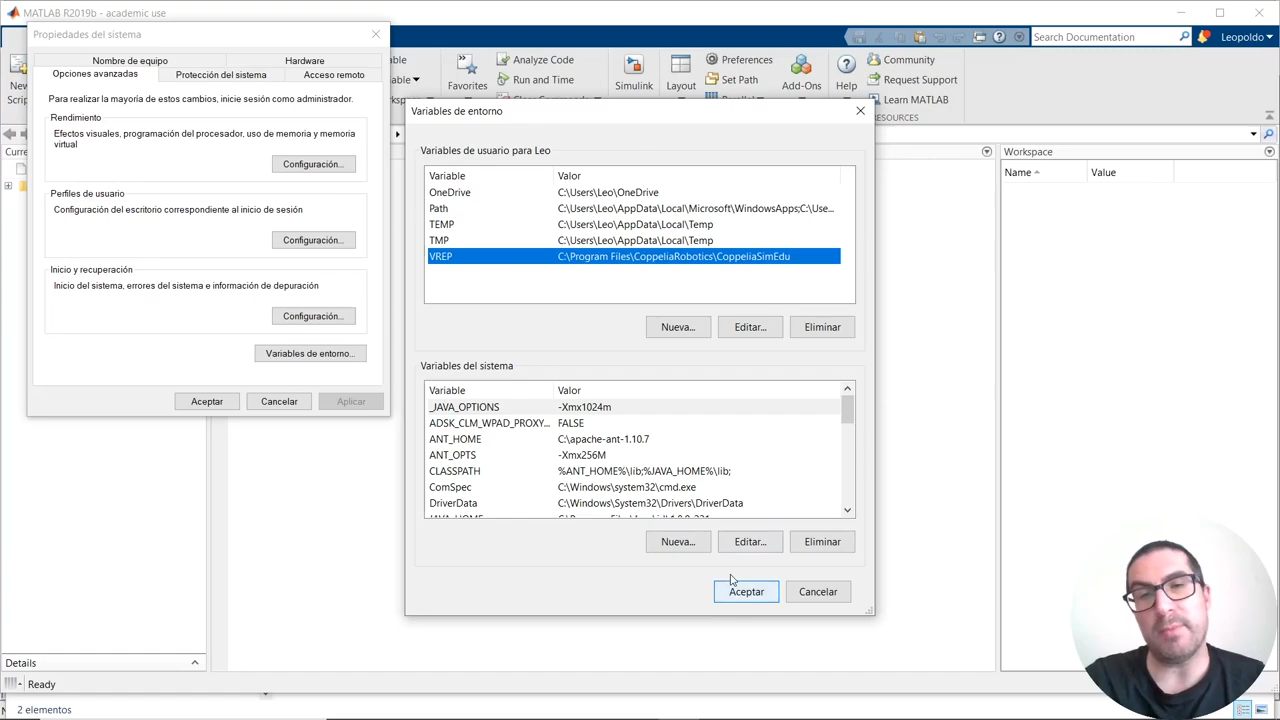 MATLAB R2019b - academic use
Propiedades del sistema
Nombre de equipo
Hardware
Opciones avanzadas
Protección del sistema
Acceso remoto
Para realizar la mayoría de estos cambios, inicie sesión como administrador.
Rendimiento
Efectos visuales, programación del procesador, uso de memoria y memoria
virtual
Configuración...
Perfiles de usuario
Configuración del escritorio correspondiente al inicio de sesión
Configuración...
Inicio y recuperación
Inicio del sistema, errores del sistema e información de depuración
Configuración...
Variables de entorno...
Aceptar
Cancelar
Aplicar
Search Documentation
Leopoldo
New
Favorites
Analyze Code
Run and Time
Simulink
Layout
Preferences
Set Path
Add-Ons
Help
Community
Request Support
Learn MATLAB
RESOURCES
Variables de entorno
Variables de usuario para Leo
Variable Valor
OneDrive C:\Users\Leo\OneDrive
Path C:\Users\Leo\AppData\Local\Microsoft\WindowsApps;C:\Use...
TEMP C:\Users\Leo\AppData\Local\Temp
TMP C:\Users\Leo\AppData\Local\Temp
VREP C:\Program Files\CoppeliaRobotics\CoppeliaSimEdu
Nueva...
Editar...
Eliminar
Variables del sistema
Variable Valor
_JAVA_OPTIONS -Xmx1024m
ADSK_CLM_WPAD_PROXY... FALSE
ANT_HOME C:\apache-ant-1.10.7
ANT_OPTS -Xmx256M
CLASSPATH %ANT_HOME%\lib;%JAVA_HOME%\lib;
ComSpec C:\Windows\system32\cmd.exe
DriverData C:\Windows\System32\Drivers\DriverData
Nueva...
Editar...
Eliminar
Aceptar
Cancelar
Workspace
Name Value
Details
Ready
2 elementos